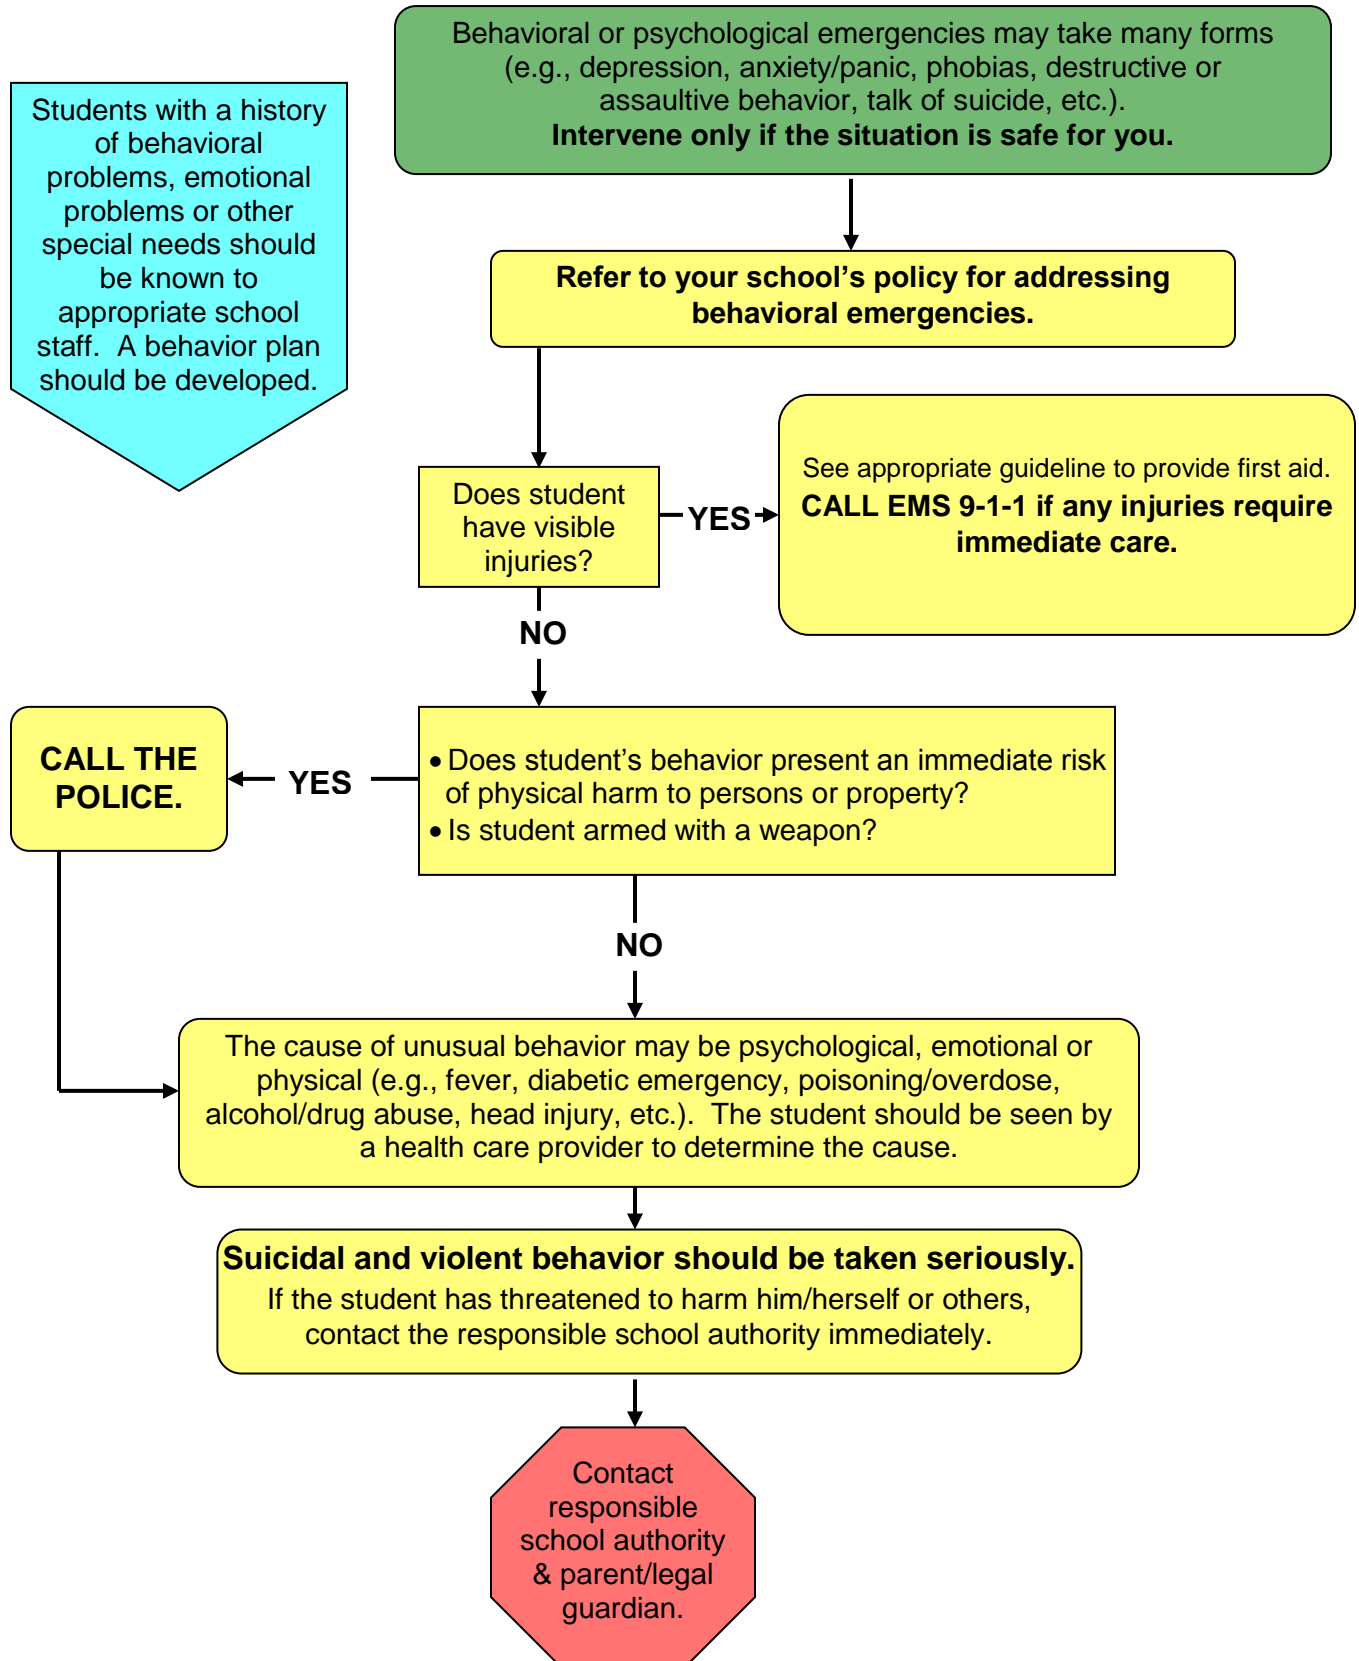 Behavioral or psychological emergencies may take many forms
(e.g., depression, anxiety/panic, phobias, destructive or
assaultive behavior, talk of suicide, etc.).
Intervene only if the situation is safe for you.
Students with a history
of behavioral
problems, emotional
problems or other
special needs should
be known to
appropriate school
staff.  A behavior plan
should be developed.
Refer to your school’s policy for addressing
behavioral emergencies.
Does student
have visible
injuries?
YES
See appropriate guideline to provide first aid.
CALL EMS 9-1-1 if any injuries require
immediate care.
NO
• Does student’s behavior present an immediate risk
of physical harm to persons or property?
• Is student armed with a weapon?
YES
CALL THE
POLICE.
NO
The cause of unusual behavior may be psychological, emotional or
physical (e.g., fever, diabetic emergency, poisoning/overdose,
alcohol/drug abuse, head injury, etc.).  The student should be seen by
a health care provider to determine the cause.
Suicidal and violent behavior should be taken seriously.
If the student has threatened to harm him/herself or others,
contact the responsible school authority immediately.
Contact
responsible
school authority
& parent/legal
guardian.